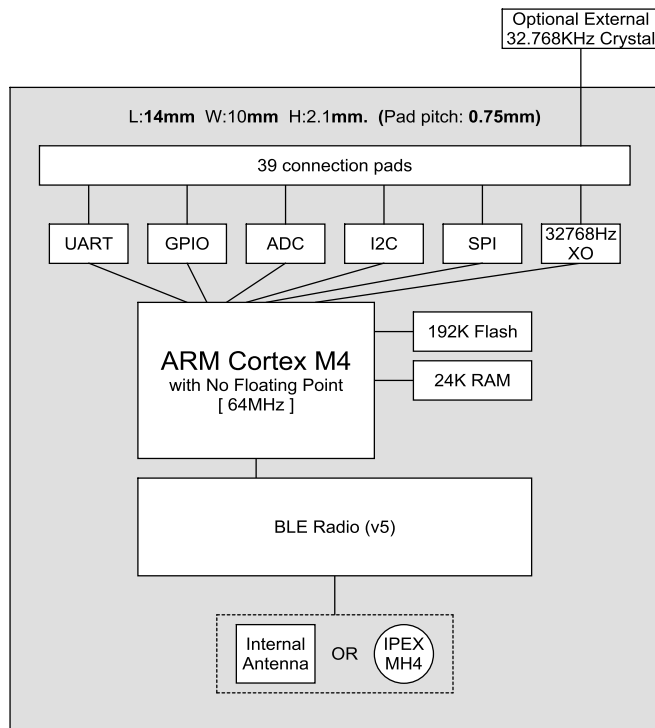 Optional External
32.768KHz Crystal
L:14mm W:10mm H:2.1mm. (Pad pitch: 0.75mm)
39 connection pads
UART
GPIO
ADC
I2C
SPI
32768Hz
XO
ARM Cortex M4
with No Floating Point
[ 64MHz ]
192K Flash
24K RAM
BLE Radio (v5)
Internal
Antenna
OR
IPEX
MH4